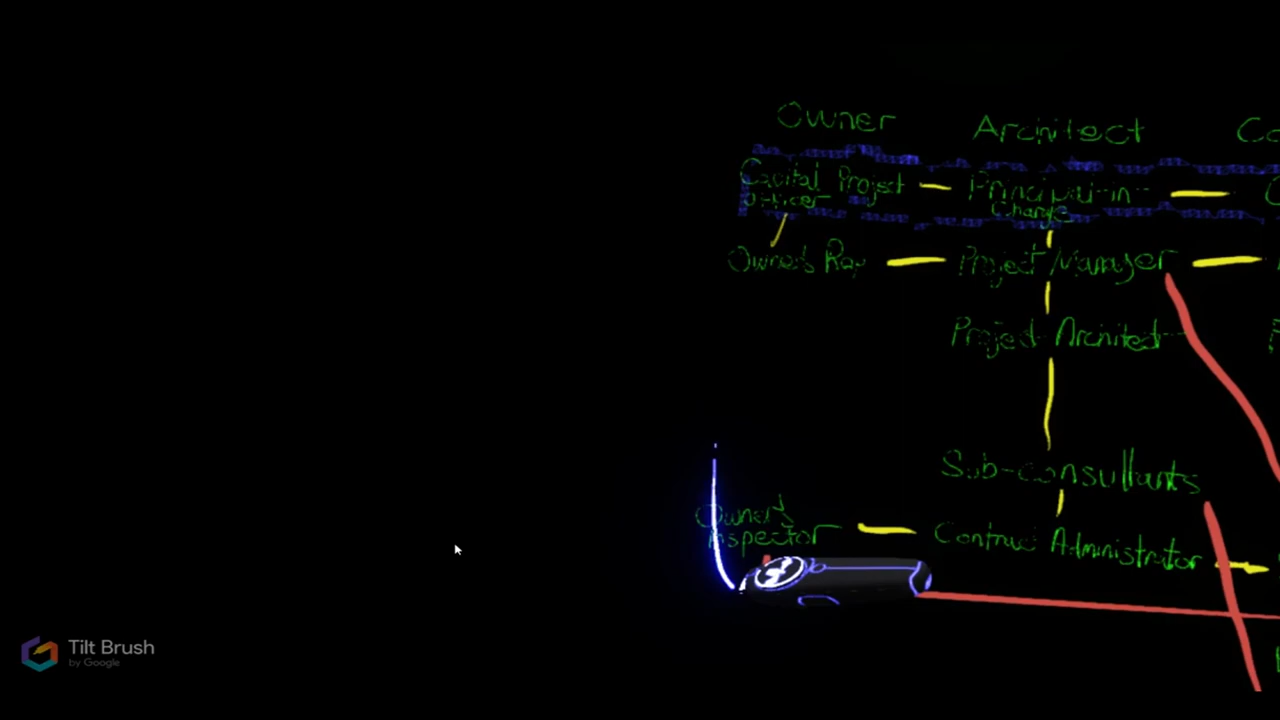 Owner Architect Co
Capital Project Principal-in-
Officer Charge
Owner's Rep Project Manager
Project Architect
Sub-consultants
Owner's
Inspector Contract Administrator
Tilt Brush
by Google